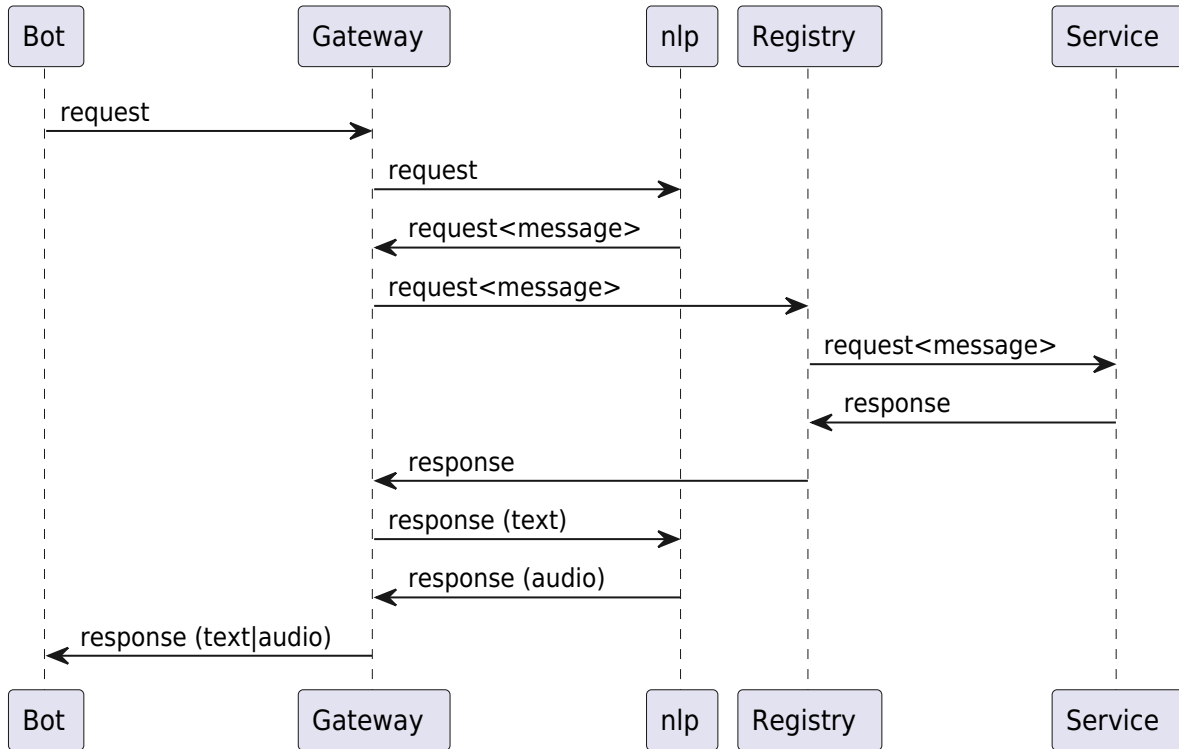 Bot Gateway nlp Registry Service
request
request
request<message>
request<message>
request<message>
response
response
response (text)
response (audio)
response (text|audio)
Bot Gateway nlp Registry Service